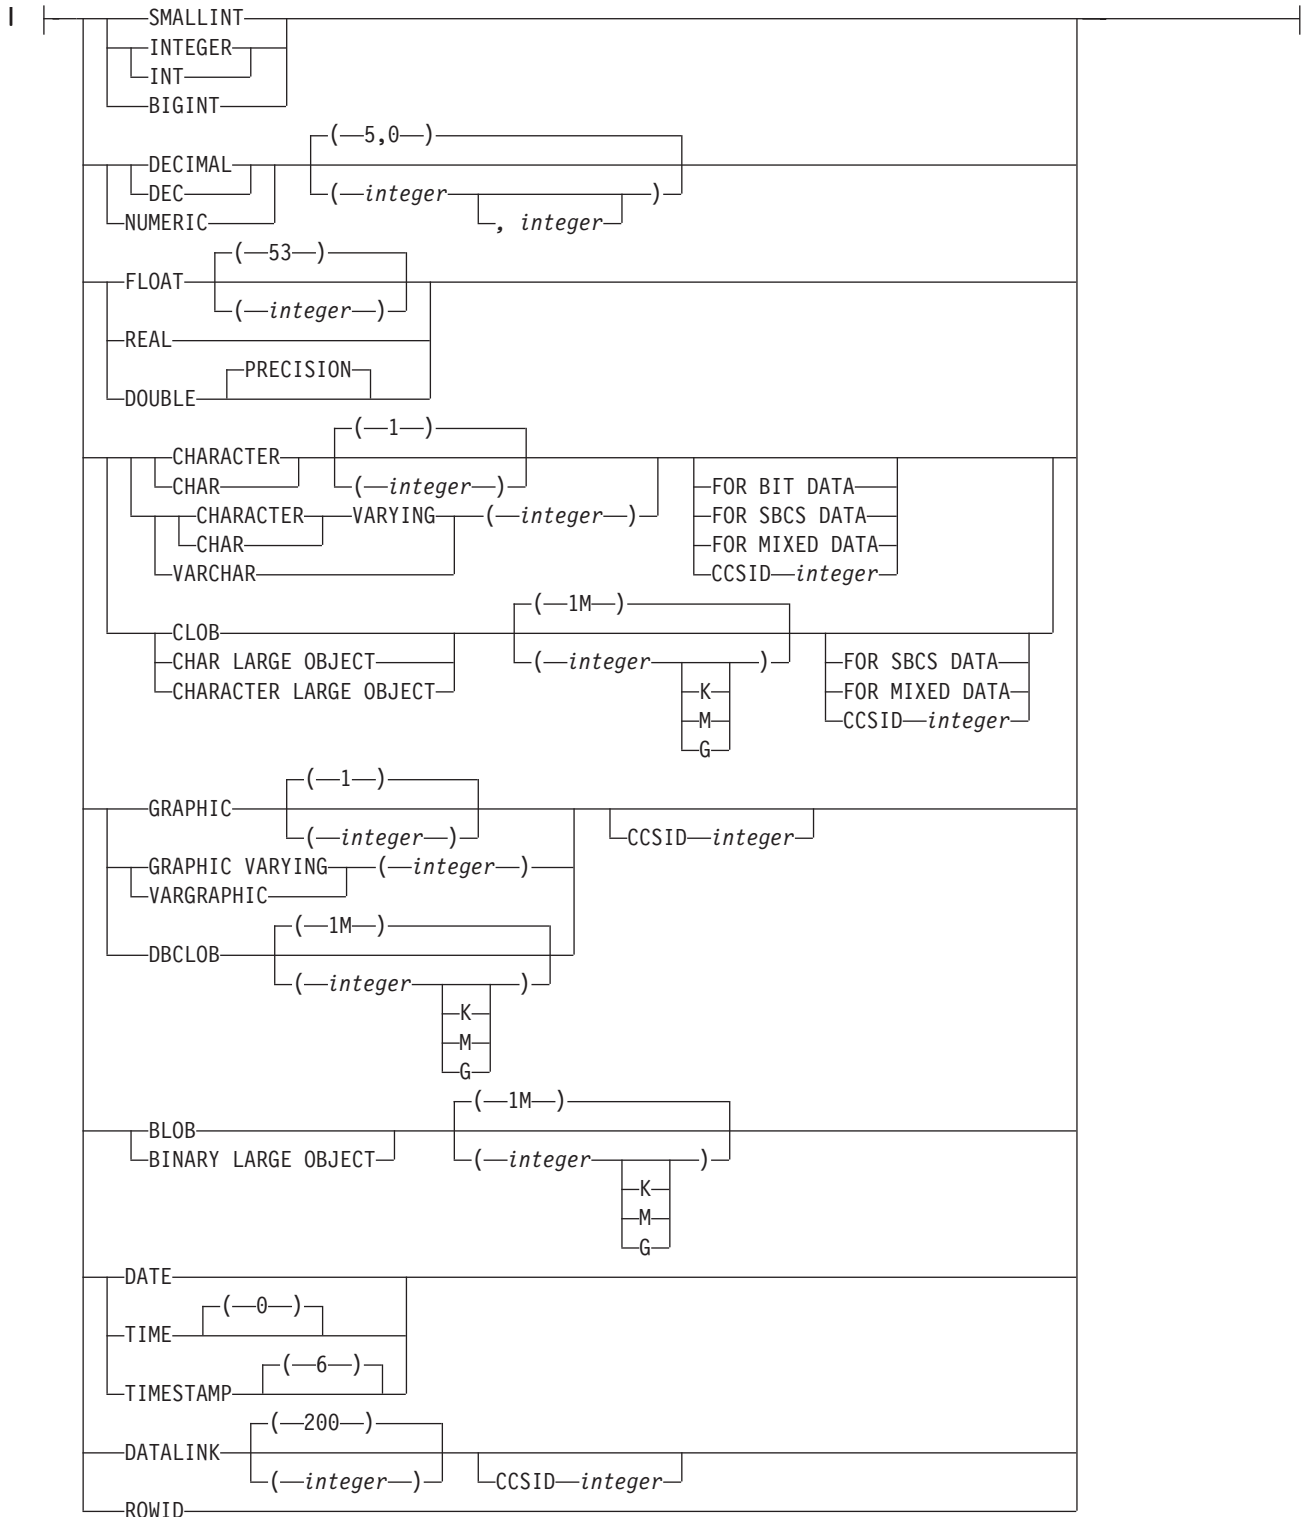 SMALLINT
INTEGER
INT
BIGINT
( 5,0 )
DECIMAL
DEC
( integer )
NUMERIC
, integer
( 53 )
FLOAT
( integer )
REAL
PRECISION
DOUBLE
( 1 )
CHARACTER
CHAR
( integer )
FOR BIT DATA
CHARACTER VARYING ( integer )
FOR SBCS DATA
CHAR
FOR MIXED DATA
VARCHAR
CCSID integer
( 1M )
CLOB
CHAR LARGE OBJECT
( integer )
FOR SBCS DATA
CHARACTER LARGE OBJECT
K
FOR MIXED DATA
M
CCSID integer
G
( 1 )
GRAPHIC
( integer )
CCSID integer
GRAPHIC VARYING ( integer )
VARGRAPHIC
( 1M )
DBCLOB
( integer )
K
M
G
( 1M )
BLOB
BINARY LARGE OBJECT
( integer )
K
M
G
DATE
( 0 )
TIME
( 6 )
TIMESTAMP
( 200 )
DATALINK
( integer )
CCSID integer
ROWID